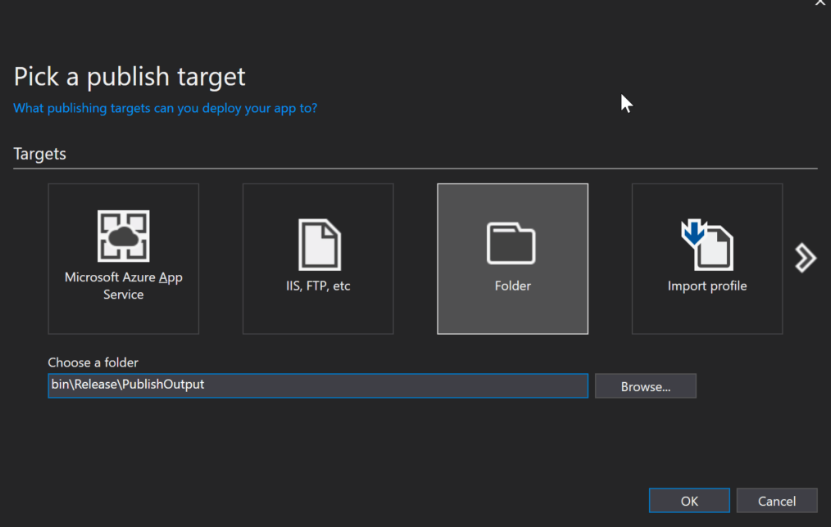 Pick a publish target
What publishing targets can you deploy your app to?
Targets
Microsoft Azure App
Service
IIS, FTP, etc
Folder
Import profile
Choose a folder
bin\Release\PublishOutput
Browse...
OK
Cancel